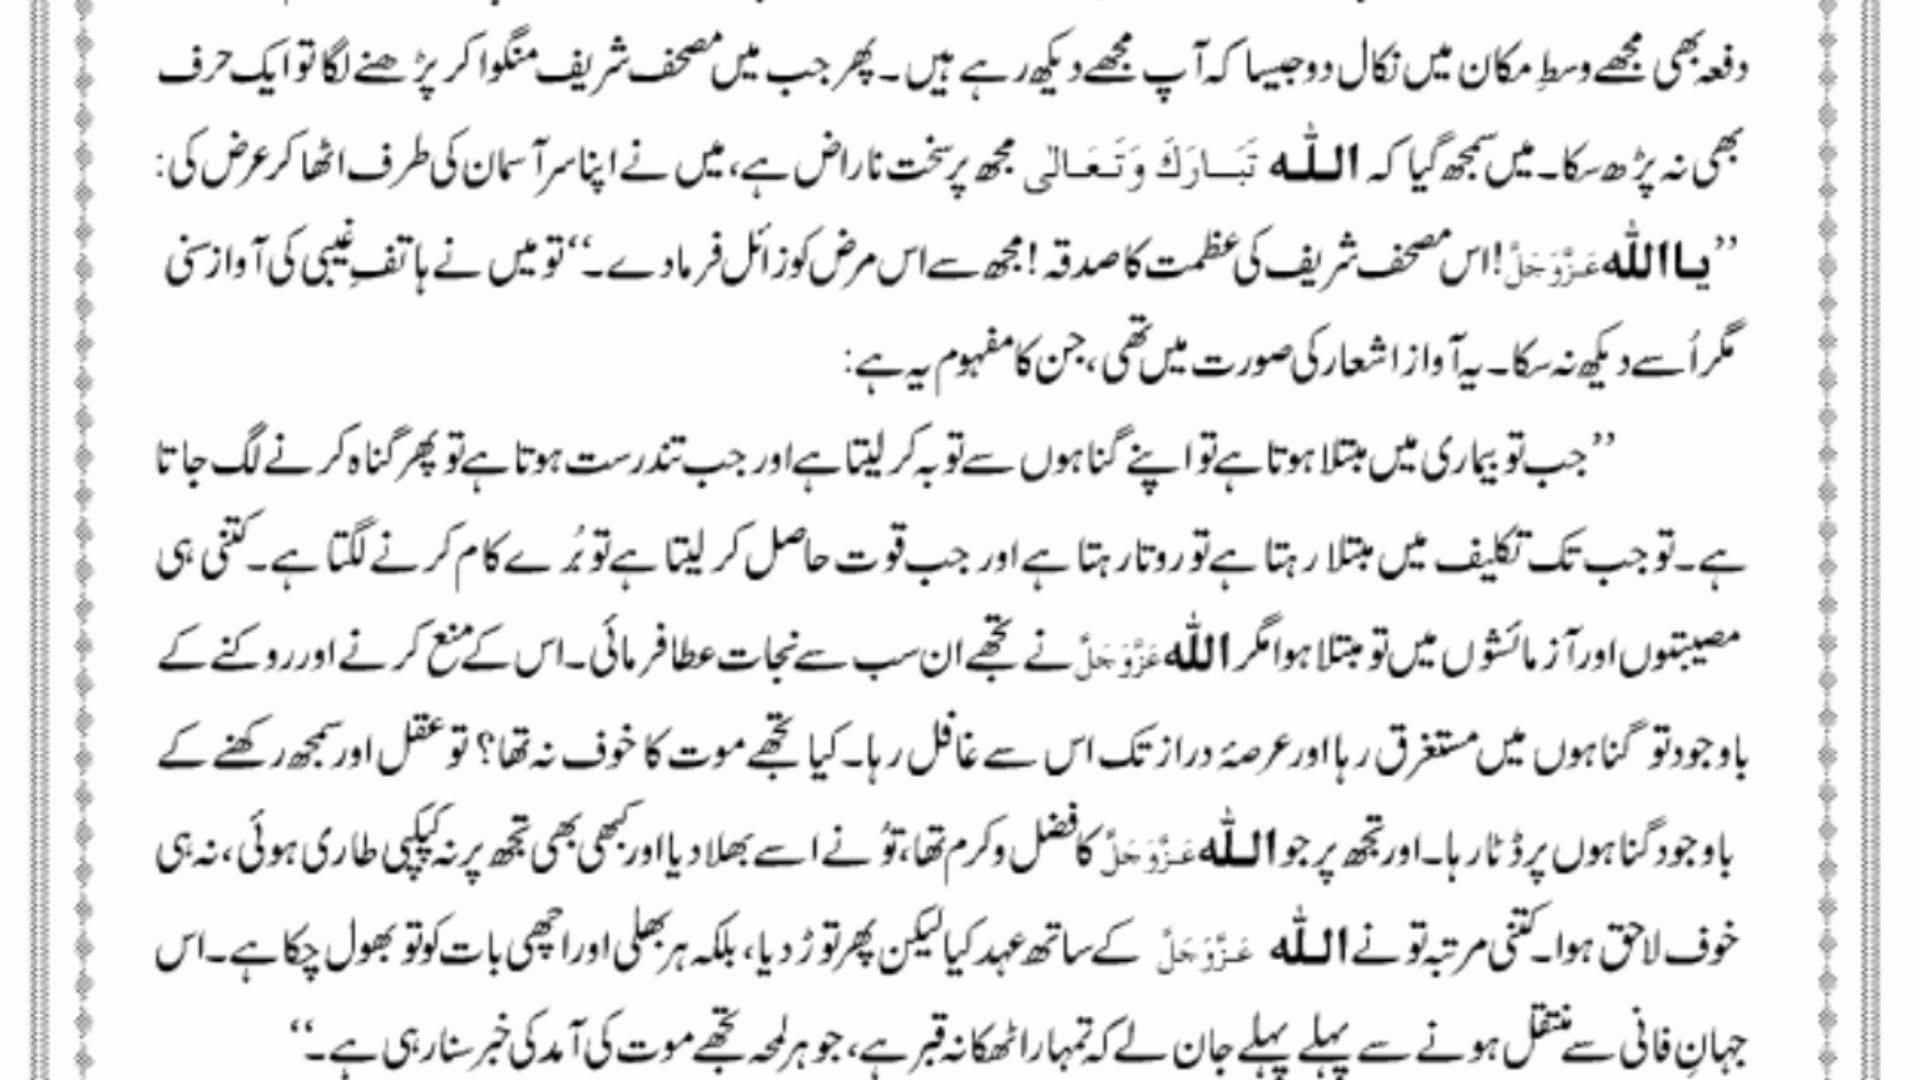 دفعہ بھی مجھے وسطِ مکان میں نکال دو جیسا کہ آپ مجھے دیکھ رہے ہیں۔ پھر جب میں مصحف شریف منگوا کر پڑھنے لگا تو ایک حرف
بھی نہ پڑھ سکا۔ میں سمجھ گیا کہ اللہ تَبَارَكَ وَتَعَالٰی مجھ پر سخت ناراض ہے، میں نے اپنا سر آسمان کی طرف اٹھا کر عرض کی:
’’یا اللہ عَزَّوَجَلَّ! اس مصحف شریف کی عظمت کا صدقہ! مجھ سے اس مرض کو زائل فرما دے۔‘‘ تو میں نے ہاتفِ غیبی کی آواز سنی
مگر اُسے دیکھ نہ سکا۔ یہ آواز اشعار کی صورت میں تھی، جن کا مفہوم یہ ہے:
’’جب تو بیماری میں مبتلا ہوتا ہے تو اپنے گناہوں سے توبہ کر لیتا ہے اور جب تندرست ہوتا ہے تو پھر گناہ کرنے لگ جاتا
ہے۔ تو جب تک تکلیف میں مبتلا رہتا ہے تو روتا رہتا ہے اور جب قوت حاصل کر لیتا ہے تو بُرے کام کرنے لگتا ہے۔ کتنی ہی
مصیبتوں اور آزمائشوں میں تو مبتلا ہوا مگر اللہ عَزَّوَجَلَّ نے تجھے ان سب سے نجات عطا فرمائی۔ اس کے منع کرنے اور روکنے کے
باوجود تو گناہوں میں مستغرق رہا اور عرصۂ دراز تک اس سے غافل رہا۔ کیا تجھے موت کا خوف نہ تھا؟ تو عقل اور سمجھ رکھنے کے
باوجود گناہوں پر ڈٹا رہا۔ اور تجھ پر جو اللہ عَزَّوَجَلَّ کا فضل و کرم تھا، تُو نے اسے بھلا دیا اور کبھی بھی تجھ پر نہ کپکپی طاری ہوئی، نہ ہی
خوف لاحق ہوا۔ کتنی مرتبہ تو نے اللہ عَزَّوَجَلَّ کے ساتھ عہد کیا لیکن پھر توڑ دیا، بلکہ ہر بھلی اور اچھی بات کو تو بھول چکا ہے۔ اس
جہانِ فانی سے منتقل ہونے سے پہلے پہلے جان لے کہ تمہارا ٹھکانہ قبر ہے، جو ہر لمحہ تجھے موت کی آمد کی خبر سنا رہی ہے۔‘‘